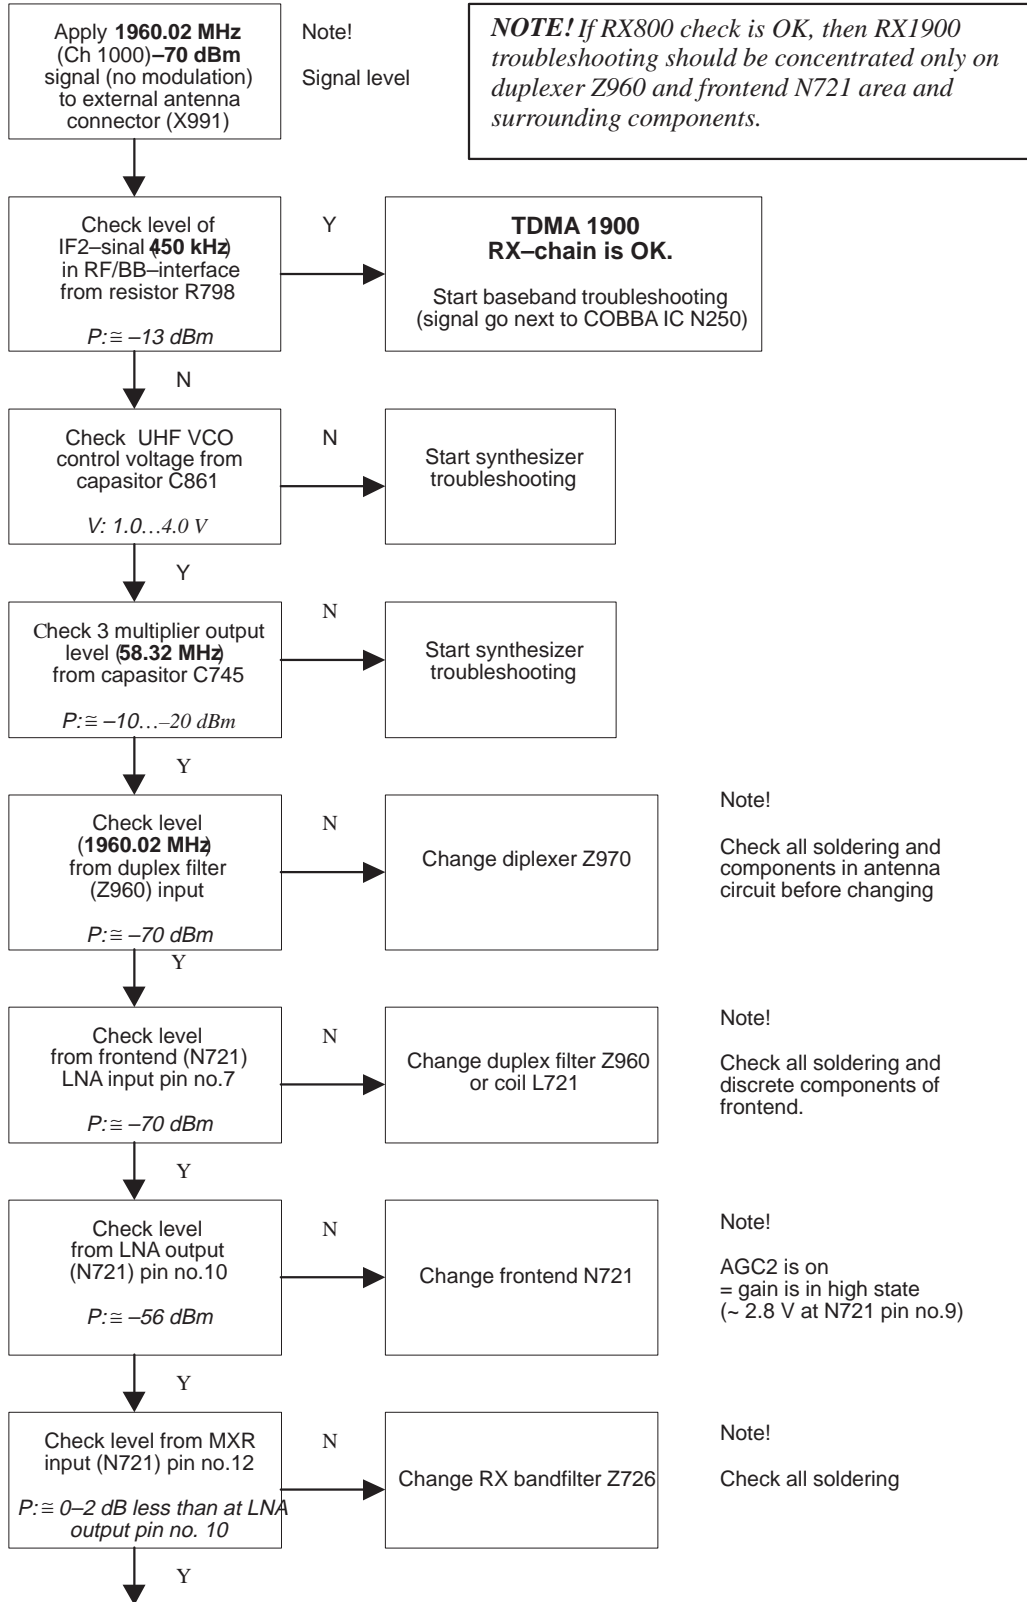 Apply 1960.02 MHz
(Ch 1000)–70 dBm
signal (no modulation)
to external antenna
connector (X991)
Note!
Signal level
NOTE! If RX800 check is OK, then RX1900
troubleshooting should be concentrated only on
duplexer Z960 and frontend N721 area and
surrounding components.
Check level of
IF2–sinal (450 kHz)
in RF/BB–interface
from resistor R798
P:≅ –13 dBm
Y
TDMA 1900
RX–chain is OK.
Start baseband troubleshooting
(signal go next to COBBA IC N250)
N
Check UHF VCO
control voltage from
capasitor C861
V: 1.0…4.0 V
N
Start synthesizer
troubleshooting
Y
Check 3 multiplier output
level (58.32 MHz)
from capasitor C745
P:≅ –10…–20 dBm
N
Start synthesizer
troubleshooting
Y
Check level
(1960.02 MHz)
from duplex filter
(Z960) input
P:≅ –70 dBm
N
Change diplexer Z970
Note!
Check all soldering and
components in antenna
circuit before changing
Y
Check level
from frontend (N721)
LNA input pin no.7
P:≅ –70 dBm
N
Change duplex filter Z960
or coil L721
Note!
Check all soldering and
discrete components of
frontend.
Y
Check level
from LNA output
(N721) pin no.10
P:≅ –56 dBm
N
Change frontend N721
Note!
AGC2 is on
= gain is in high state
(~ 2.8 V at N721 pin no.9)
Y
Check level from MXR
input (N721) pin no.12
P:≅ 0–2 dB less than at LNA
output pin no. 10
N
Change RX bandfilter Z726
Note!
Check all soldering
Y